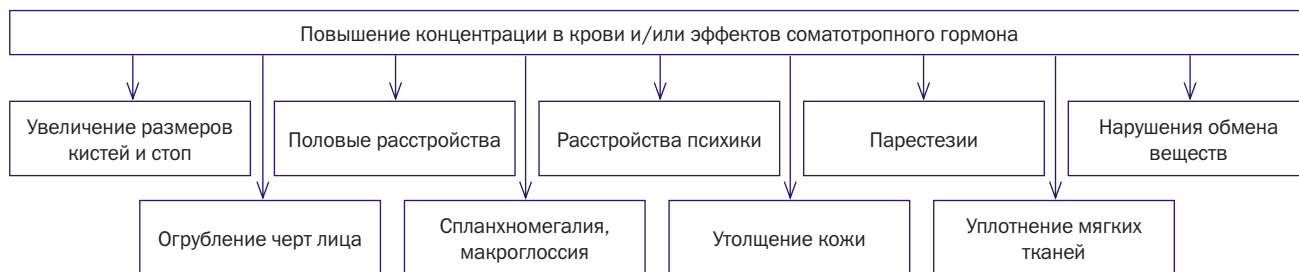 Повышение концентрации в крови и/или эффектов соматотропного гормона
Увеличение размеров
кистей и стоп
Половые расстройства
Расстройства психики
Парестезии
Нарушения обмена
веществ
Огрубление черт лица
Спланхномегалия,
макроглоссия
Утолщение кожи
Уплотнение мягких
тканей